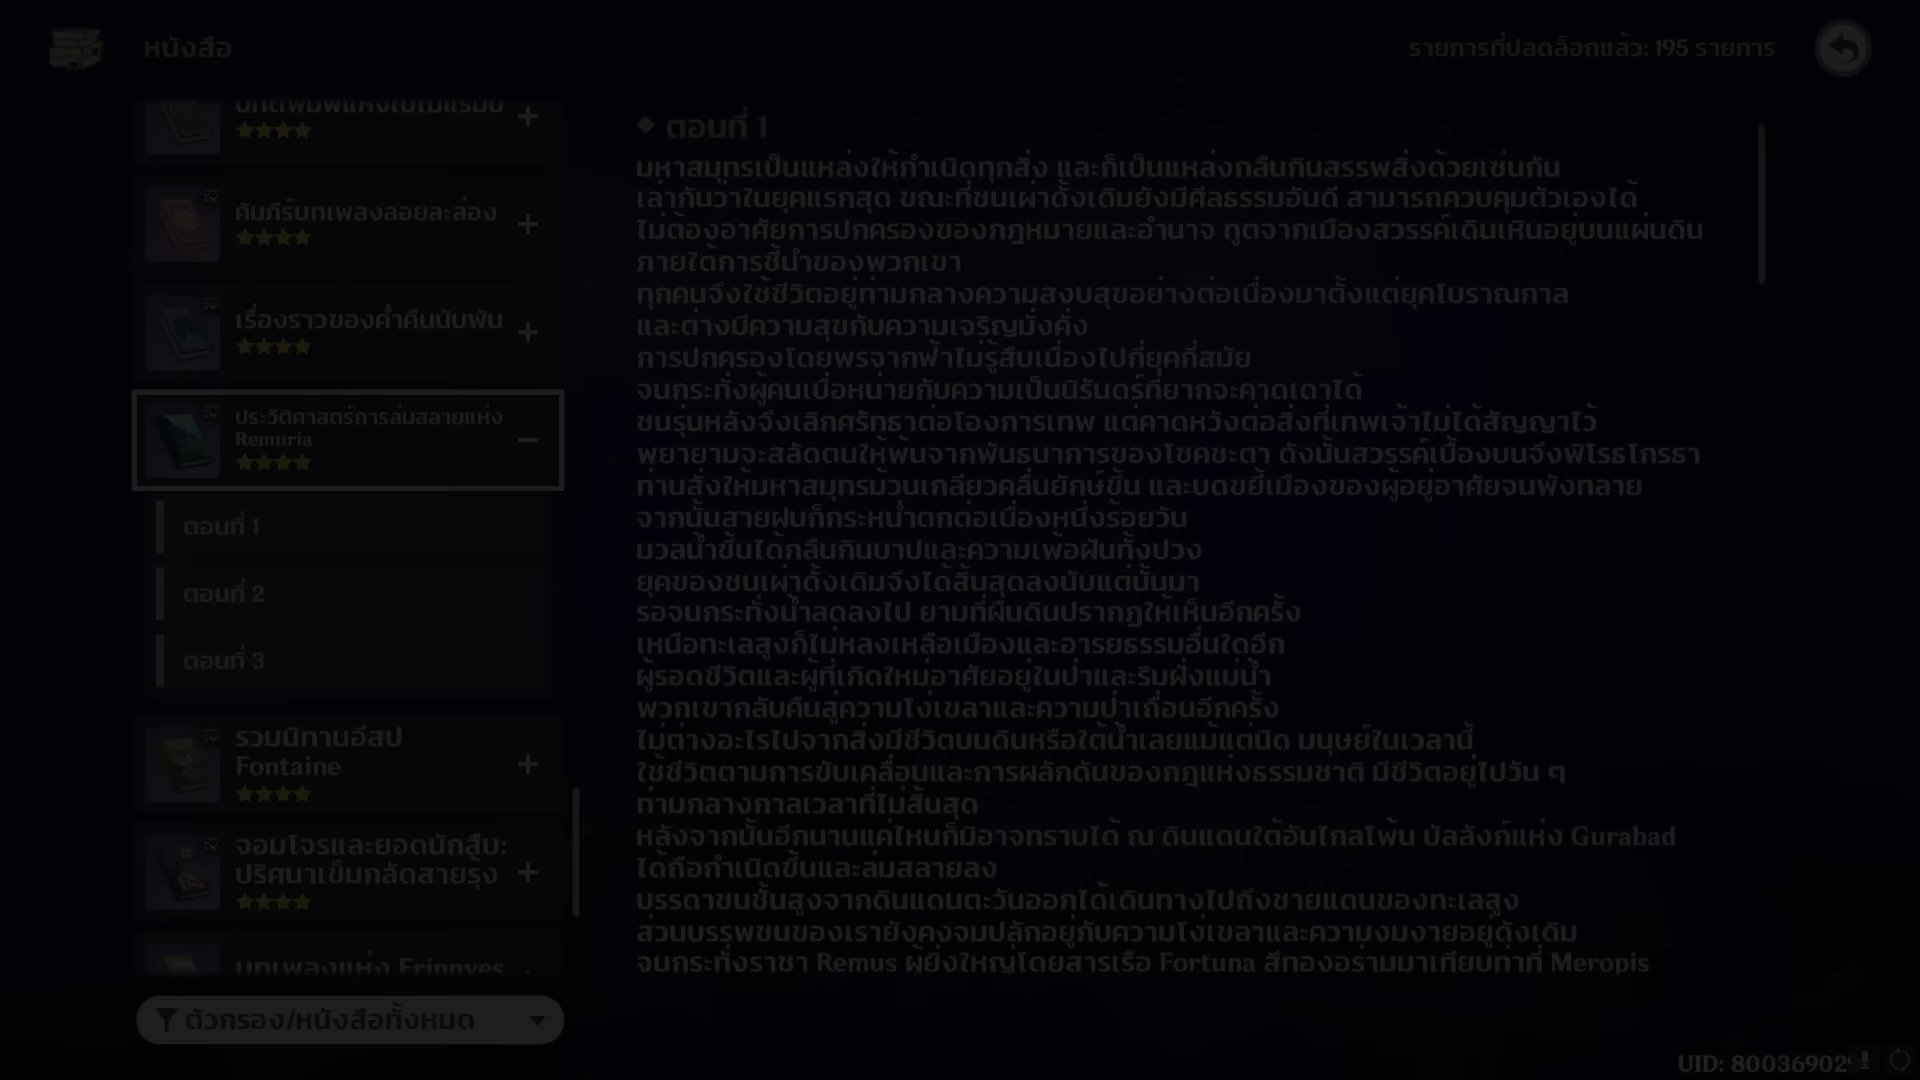 หนังสือ
รายการที่ปลดล็อกแล้ว: 195 รายการ
คัมภีร์บทเพลงลอยละล่อง
เรื่องราวของค่ำคืนนับพัน
ประวัติศาสตร์การล่มสลายแห่ง
Remuria
ตอนที่ 1
ตอนที่ 2
ตอนที่ 3
รวมนิทานอีสป
Fontaine
จอมโจรและยอดนักสืบ:
ปริศนาเข็มกลัดสายรุ้ง
บทเพลงแห่ง Erinnyes
ตัวกรอง/หนังสือทั้งหมด
ตอนที่ 1
มหาสมุทรเป็นแหล่งให้กำเนิดทุกสิ่ง และก็เป็นแหล่งกลืนกินสรรพสิ่งด้วยเช่นกัน
เล่ากันว่าในยุคแรกสุด ขณะที่ชนเผ่าดั้งเดิมยังมีศีลธรรมอันดี สามารถควบคุมตัวเองได้
ไม่ต้องอาศัยการปกครองของกฎหมายและอำนาจ ทูตจากเมืองสวรรค์เดินเหินอยู่บนแผ่นดิน
ภายใต้การชี้นำของพวกเขา
ทุกคนจึงใช้ชีวิตอยู่ท่ามกลางความสงบสุขอย่างต่อเนื่องมาตั้งแต่ยุคโบราณกาล
และต่างมีความสุขกับความเจริญมั่งคั่ง
การปกครองโดยพรจากฟ้าไม่รู้สืบเนื่องไปกี่ยุคกี่สมัย
จนกระทั่งผู้คนเบื่อหน่ายกับความเป็นนิรันดร์ที่ยากจะคาดเดาได้
ชนรุ่นหลังจึงเลิกศรัทธาต่อโองการเทพ แต่คาดหวังต่อสิ่งที่เทพเจ้าไม่ได้สัญญาไว้
พยายามจะสลัดตนให้พ้นจากพันธนาการของโชคชะตา ดังนั้นสวรรค์เบื้องบนจึงพิโรธโกรธา
ท่านสั่งให้มหาสมุทรม้วนเกลียวคลื่นยักษ์ขึ้น และบดขยี้เมืองของผู้อยู่อาศัยจนพังทลาย
จากนั้นสายฝนก็กระหน่ำตกต่อเนื่องหนึ่งร้อยวัน
มวลน้ำขึ้นได้กลืนกินบาปและความเพ้อฝันทั้งปวง
ยุคของชนเผ่าดั้งเดิมจึงได้สิ้นสุดลงนับแต่นั้นมา
รอจนกระทั่งน้ำลดลงไป ยามที่ผืนดินปรากฏให้เห็นอีกครั้ง
เหนือทะเลสูงก็ไม่หลงเหลือเมืองและอารยธรรมอื่นใดอีก
ผู้รอดชีวิตและผู้ที่เกิดใหม่อาศัยอยู่ในป่าและริมฝั่งแม่น้ำ
พวกเขากลับคืนสู่ความโง่เขลาและความป่าเถื่อนอีกครั้ง
ไม่ต่างอะไรไปจากสิ่งมีชีวิตบนดินหรือใต้น้ำเลยแม้แต่นิด มนุษย์ในเวลานี้
ใช้ชีวิตตามการขับเคลื่อนและการผลักดันของกฎแห่งธรรมชาติ มีชีวิตอยู่ไปวัน ๆ
ท่ามกลางกาลเวลาที่ไม่สิ้นสุด
หลังจากนั้นอีกนานแค่ไหนก็มิอาจทราบได้ ณ ดินแดนใต้อันไกลโพ้น บัลลังก์แห่ง Gurabad
ได้ถือกำเนิดขึ้นและล่มสลายลง
บรรดาชนชั้นสูงจากดินแดนตะวันออกได้เดินทางไปถึงชายแดนของทะเลสูง
ส่วนบรรพชนของเรายังคงจมปลักอยู่กับความโง่เขลาและความงมงายอยู่ดังเดิม
จนกระทั่งราชา Remus ผู้ยิ่งใหญ่โดยสารเรือ Fortuna สีทองอร่ามมาเทียบท่าที่ Meropis